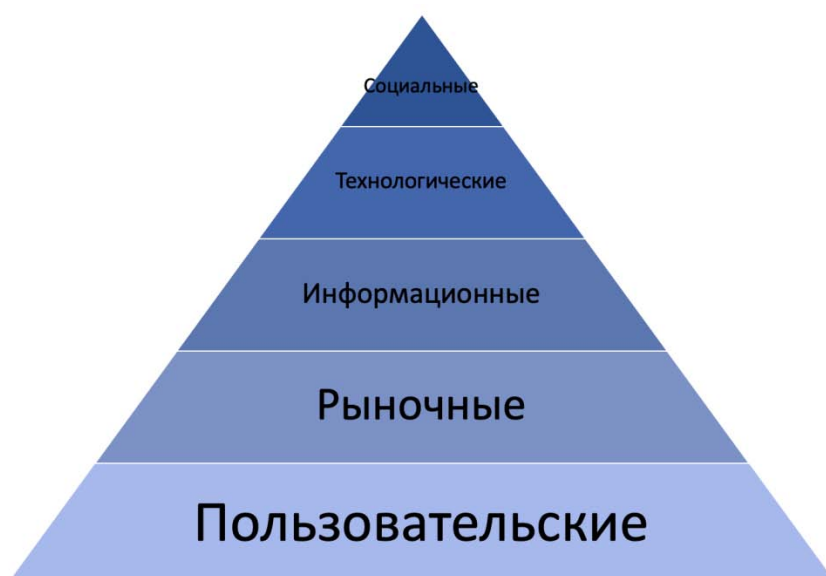 Социальные
Технологические
Информационные
Рыночные
Пользовательские